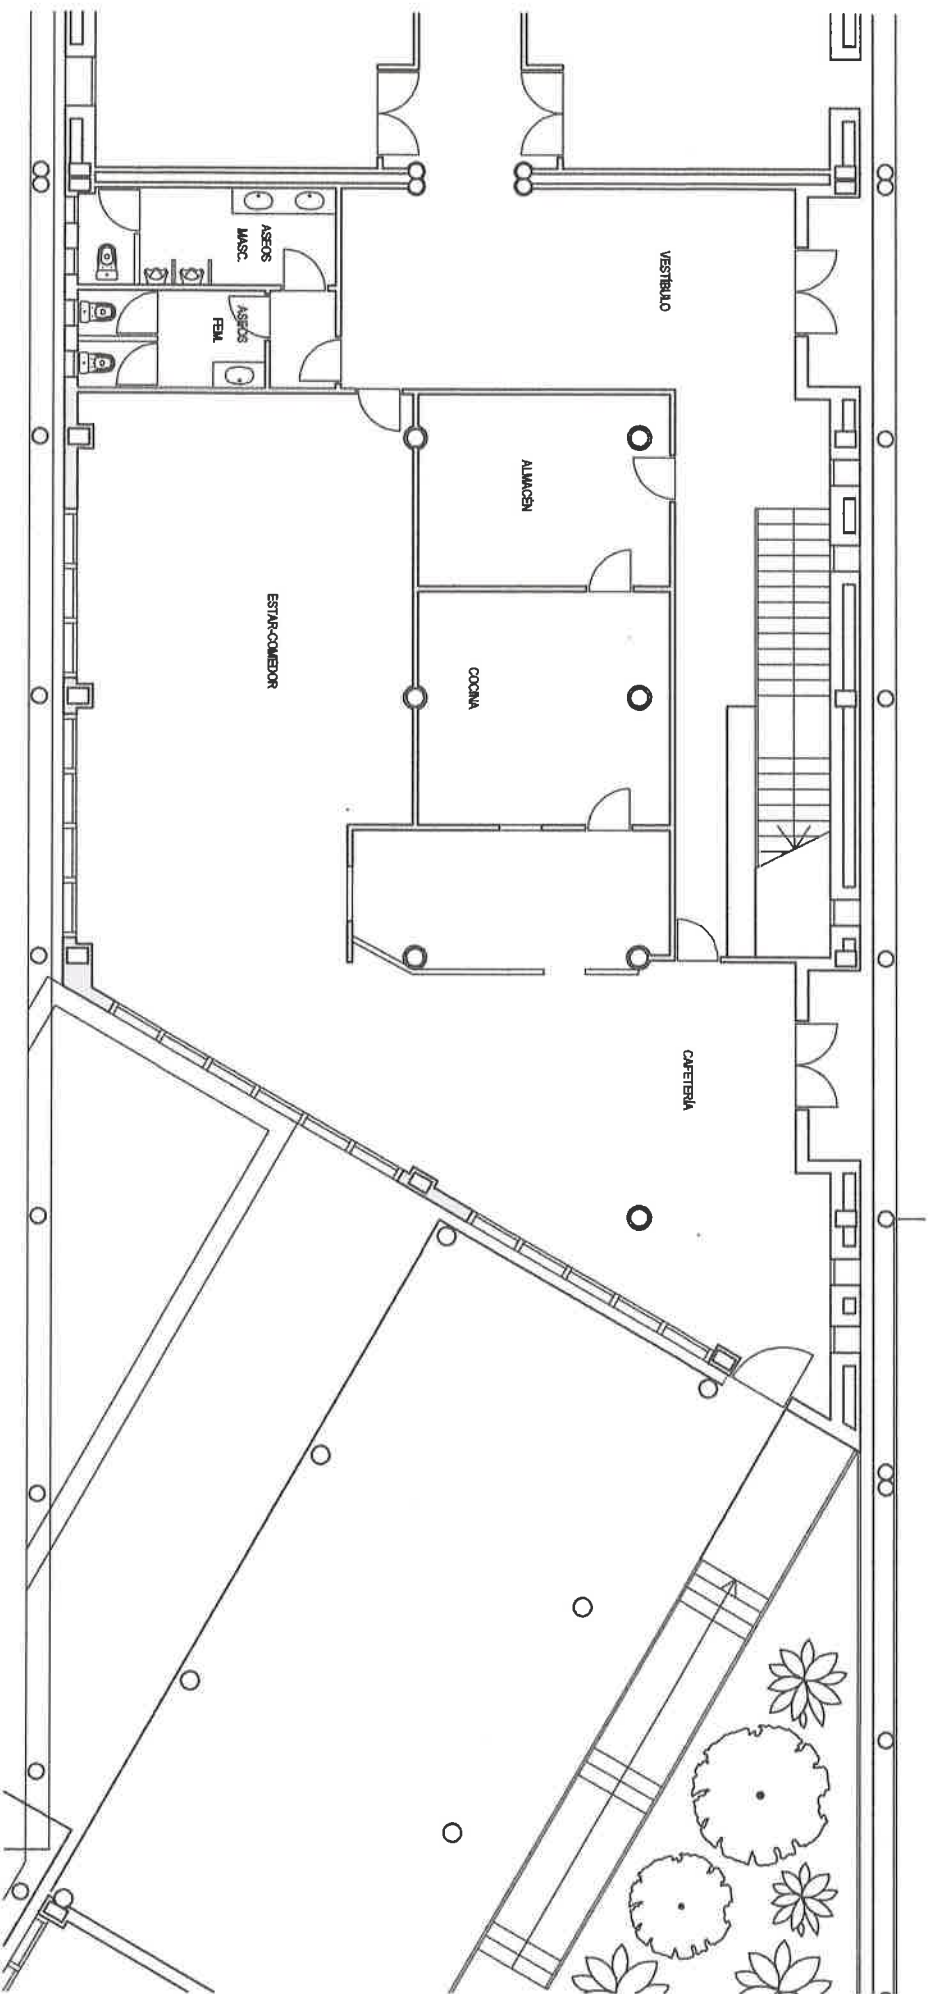 ASEOS
MASC.
ASEOS
FEM.
VESTÍBULO
ALMACÉN
ESTAR-COMEDOR
COCINA
CAFETERÍA